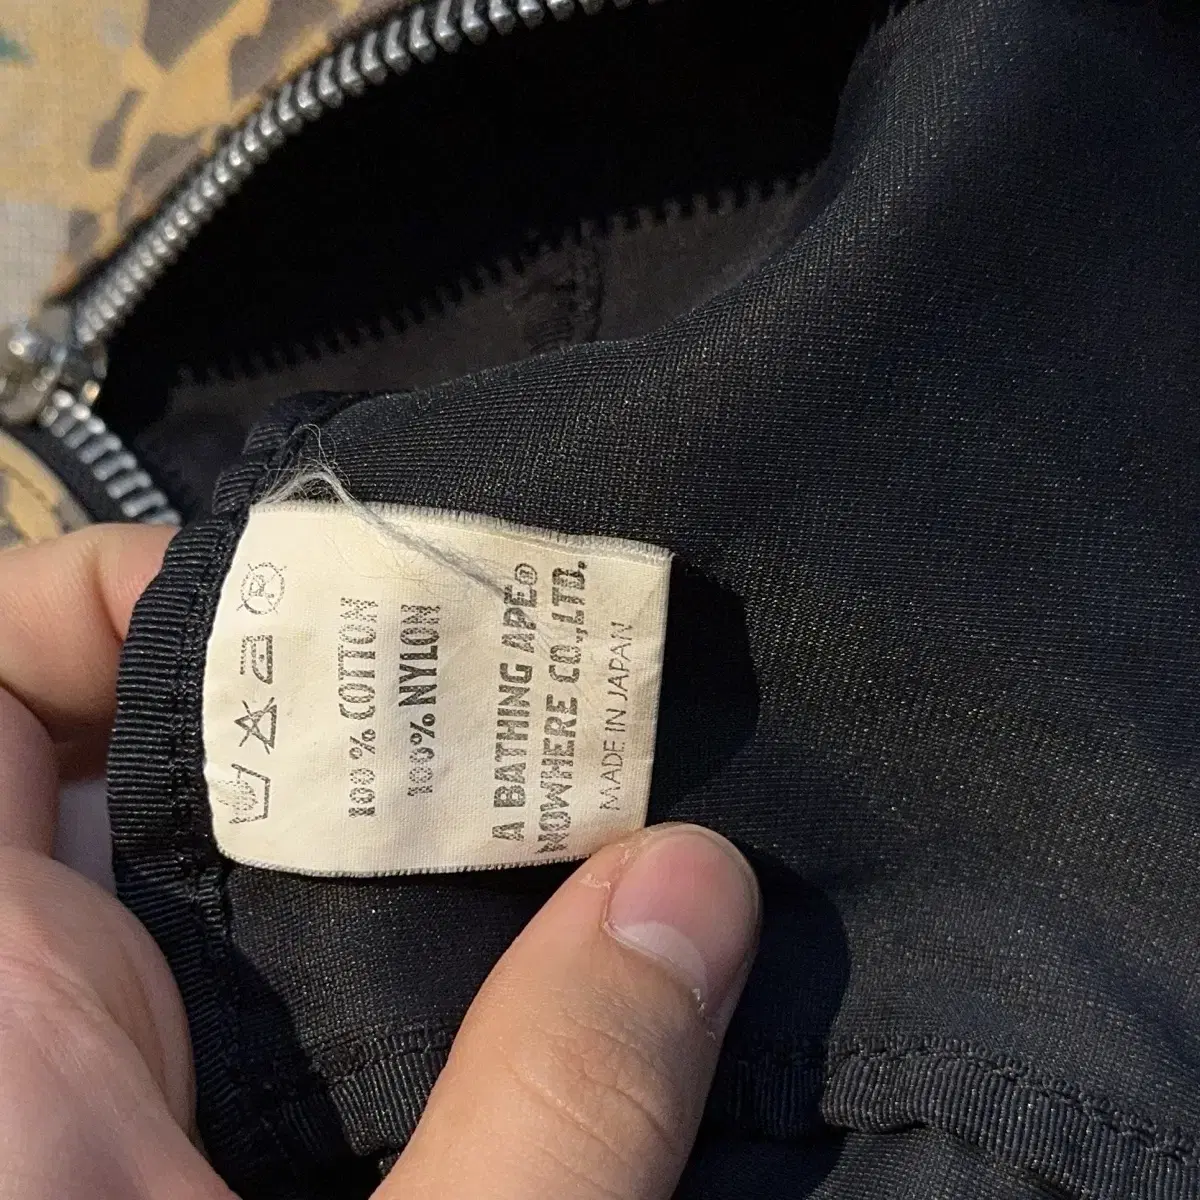 100% COTTON
100% NYLON
A BATHING APE®
NOWHERE CO.,LTD.
MADE IN JAPAN